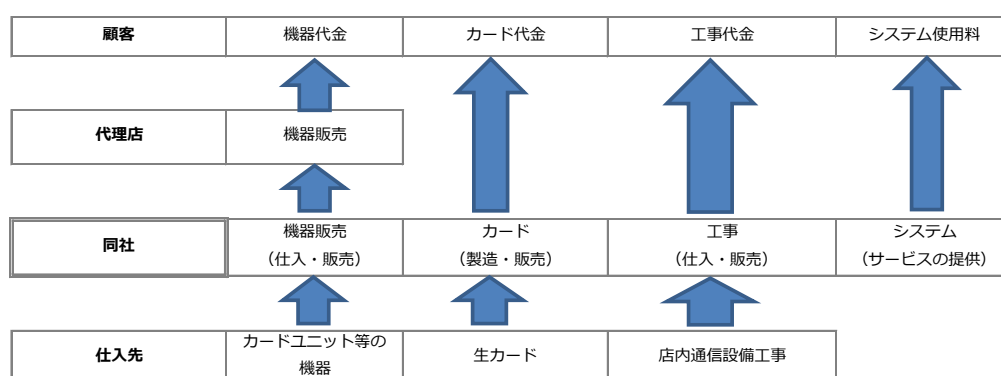 顧客 機器代金 カード代金 工事代金 システム使用料
代理店 機器販売
同社 機器販売 カード 工事 システム
（仕入・販売） （製造・販売） （仕入・販売） （サービスの提供）
仕入先 カードユニット等の 生カード 店内通信設備工事
機器